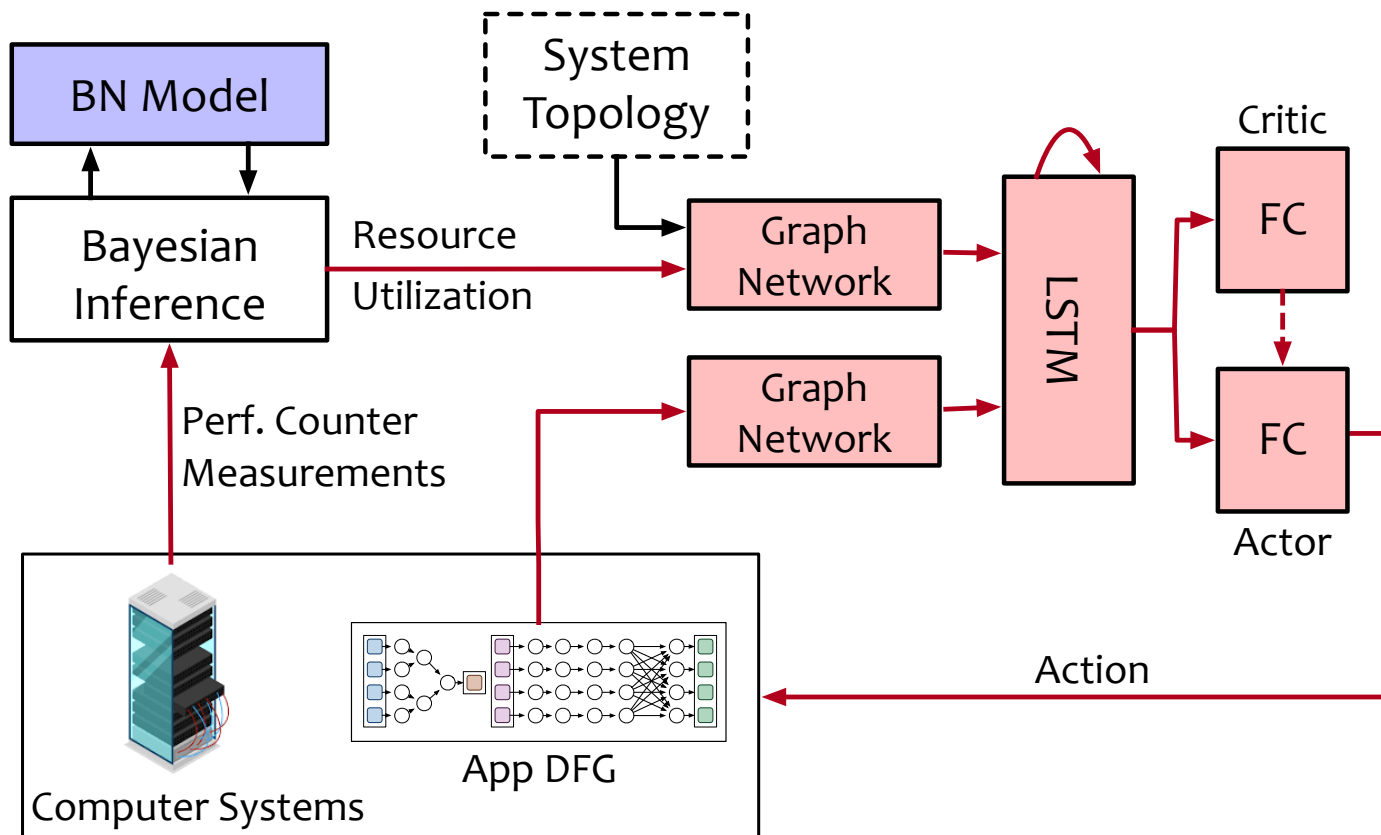 BN Model
System
Topology
Critic
Bayesian
Inference
Resource
Utilization
Graph
Network
LSTM
FC
Graph
Network
FC
Perf. Counter
Measurements
Actor
Action
App DFG
Computer Systems